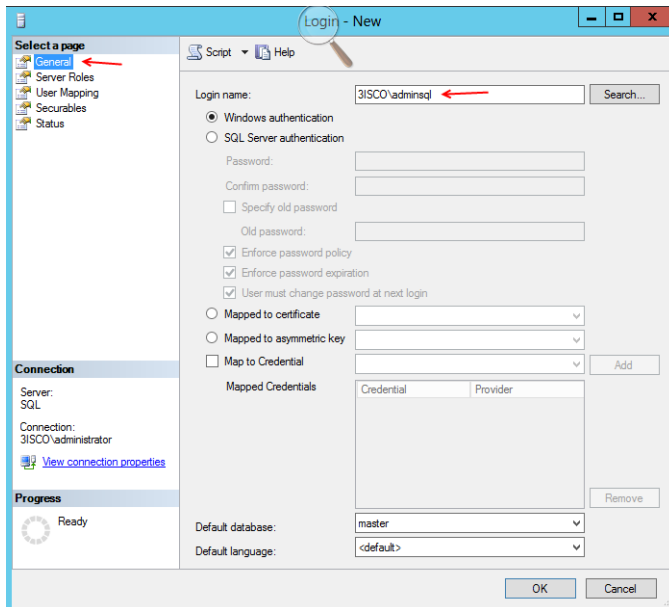 Login - New
Select a page
General
Server Roles
User Mapping
Securables
Status
Connection
Server:
SQL
Connection:
3ISCO\administrator
View connection properties
Progress
Ready
Script Help
Login name: 3ISCO\adminsql Search...
Windows authentication
SQL Server authentication
Password:
Confirm password:
Specify old password
Old password:
Enforce password policy
Enforce password expiration
User must change password at next login
Mapped to certificate
Mapped to asymmetric key
Map to Credential Add
Mapped Credentials Credential Provider
Remove
Default database: master
Default language: <default>
OK Cancel